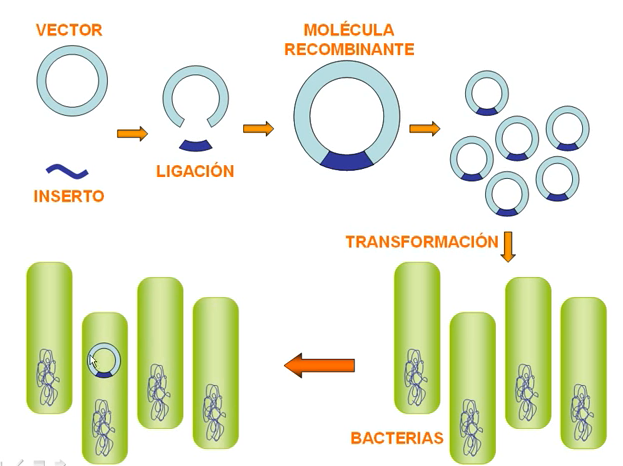 VECTOR
MOLÉCULA
RECOMBINANTE
LIGACIÓN
INSERTO
TRANSFORMACIÓN
BACTERIAS